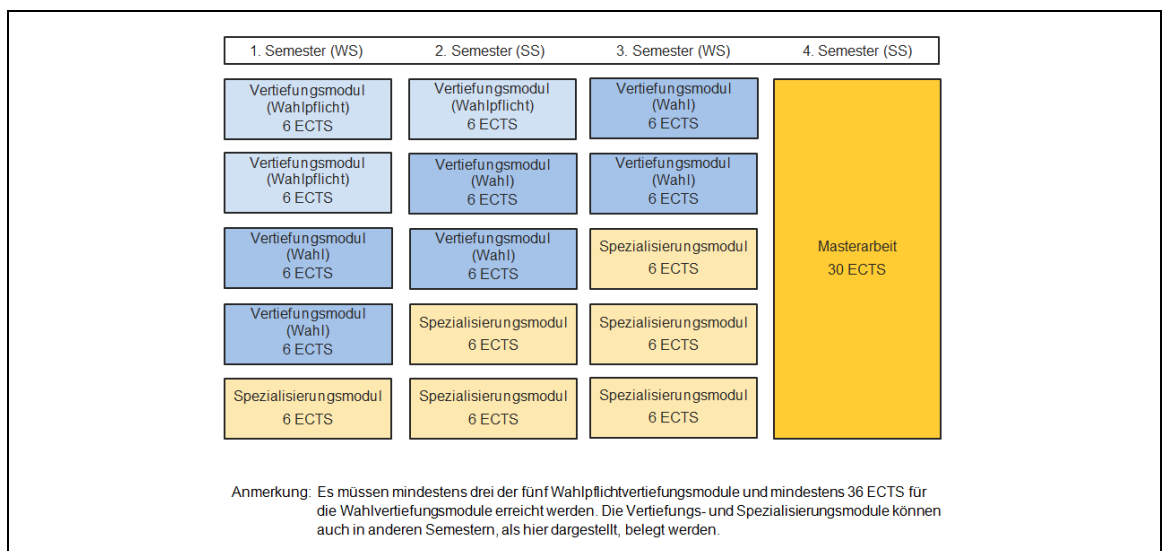 1. Semester (WS) 2. Semester (SS) 3. Semester (WS) 4. Semester (SS)
Vertiefungsmodul
(Wahlpflicht)
6 ECTS
Vertiefungsmodul
(Wahlpflicht)
6 ECTS
Vertiefungsmodul
(Wahl)
6 ECTS
Vertiefungsmodul
(Wahlpflicht)
6 ECTS
Vertiefungsmodul
(Wahl)
6 ECTS
Vertiefungsmodul
(Wahl)
6 ECTS
Vertiefungsmodul
(Wahl)
6 ECTS
Vertiefungsmodul
(Wahl)
6 ECTS
Spezialisierungsmodul
6 ECTS
Masterarbeit
30 ECTS
Vertiefungsmodul
(Wahl)
6 ECTS
Spezialisierungsmodul
6 ECTS
Spezialisierungsmodul
6 ECTS
Spezialisierungsmodul
6 ECTS
Spezialisierungsmodul
6 ECTS
Spezialisierungsmodul
6 ECTS
Anmerkung: Es müssen mindestens drei der fünf Wahlpflichtvertiefungsmodule und mindestens 36 ECTS für
die Wahlvertiefungsmodule erreicht werden. Die Vertiefungs- und Spezialisierungsmodule können
auch in anderen Semestern, als hier dargestellt, belegt werden.